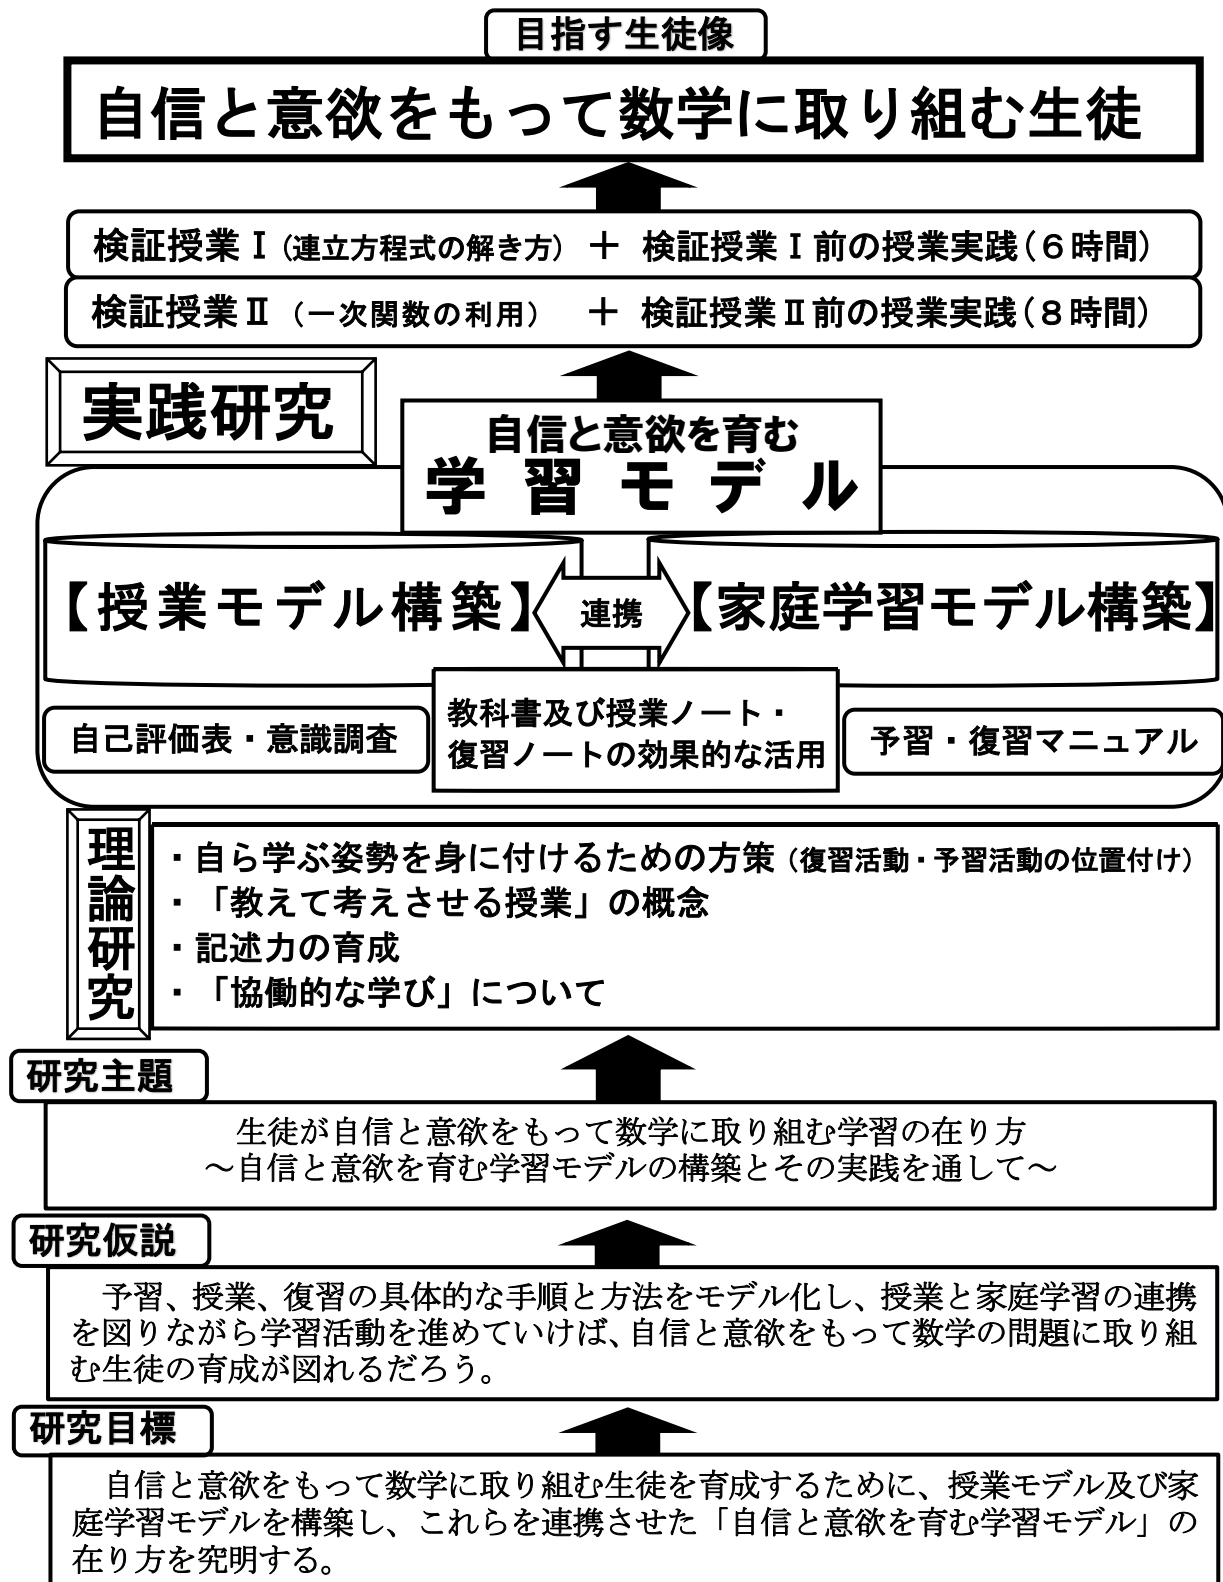 目指す生徒像
自信と意欲をもって数学に取り組む生徒
検証授業Ⅰ(連立方程式の解き方) ＋ 検証授業Ⅰ前の授業実践(６時間)
検証授業Ⅱ(一次関数の利用) ＋ 検証授業Ⅱ前の授業実践(８時間)
実践研究
自信と意欲を育む
学習モデル
【授業モデル構築】
連携
【家庭学習モデル構築】
自己評価表・意識調査
教科書及び授業ノート・
復習ノートの効果的な活用
予習・復習マニュアル
理論研究
・自ら学ぶ姿勢を身に付けるための方策(復習活動・予習活動の位置付け)
・「教えて考えさせる授業」の概念
・記述力の育成
・「協働的な学び」について
研究主題
生徒が自信と意欲をもって数学に取り組む学習の在り方
～自信と意欲を育む学習モデルの構築とその実践を通して～
研究仮説
予習、授業、復習の具体的な手順と方法をモデル化し、授業と家庭学習の連携
を図りながら学習活動を進めていけば、自信と意欲をもって数学の問題に取り組
む生徒の育成が図れるだろう。
研究目標
自信と意欲をもって数学に取り組む生徒を育成するために、授業モデル及び家
庭学習モデルを構築し、これらを連携させた「自信と意欲を育む学習モデル」の
在り方を究明する。